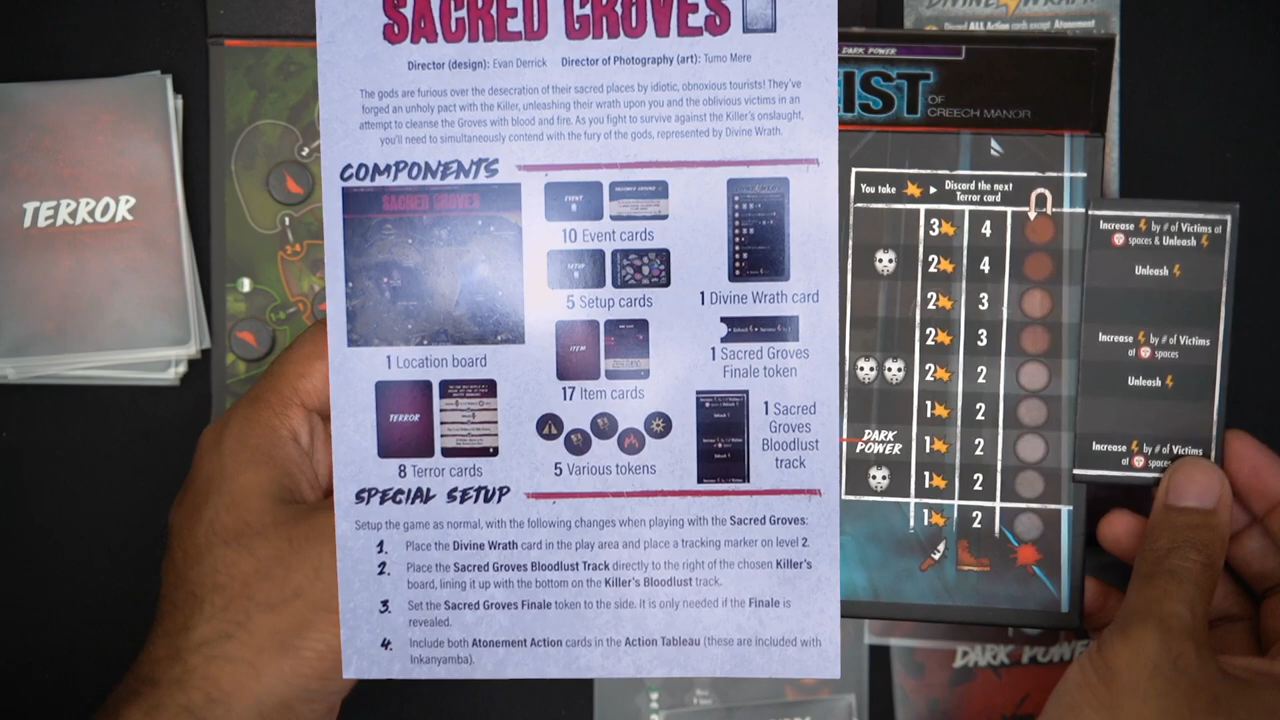 TERROR
SACRED GROVES
Director (design): Evan Derrick Director of Photography (art): Tumo Mere
The gods are furious over the desecration of their sacred places by idiotic, obnoxious tourists! They've
forged an unholy pact with the Killer, unleashing their wrath upon you and the oblivious victims in an
attempt to cleanse the Groves with blood and fire. As you fight to survive against the Killer's onslaught,
you'll need to simultaneously contend with the fury of the gods, represented by Divine Wrath.
COMPONENTS
SACRED GROVES
1 Location board
EVENT
10 Event cards
SETUP
5 Setup cards
ITEM
17 Item cards
1 Divine Wrath card
1 Sacred Groves
Finale token
TERROR
8 Terror cards
5 Various tokens
1 Sacred
Groves
Bloodlust
track
SPECIAL SETUP
Setup the game as normal, with the following changes when playing with the Sacred Groves:
1. Place the Divine Wrath card in the play area and place a tracking marker on level 2.
2. Place the Sacred Groves Bloodlust Track directly to the right of the chosen Killer's
board, lining it up with the bottom on the Killer's Bloodlust track.
3. Set the Sacred Groves Finale token to the side. It is only needed if the Finale is
revealed.
4. Include both Atonement Action cards in the Action Tableau (these are included with
Inkanyamba).
DIVINE WRATH
Discard ALL Action cards except Atonement
DARK POWER
EIST
OF
CREECH MANOR
You take Discard the next
Terror card
3 4
2 4
2 3
2 3
2 2
1 2
DARK
POWER
1 2
1 2
1 2
Increase by # of Victims at
spaces & Unleash
Unleash
Increase by # of Victims
at spaces
Unleash
Increase by # of Victims
at spaces
DARK POWE